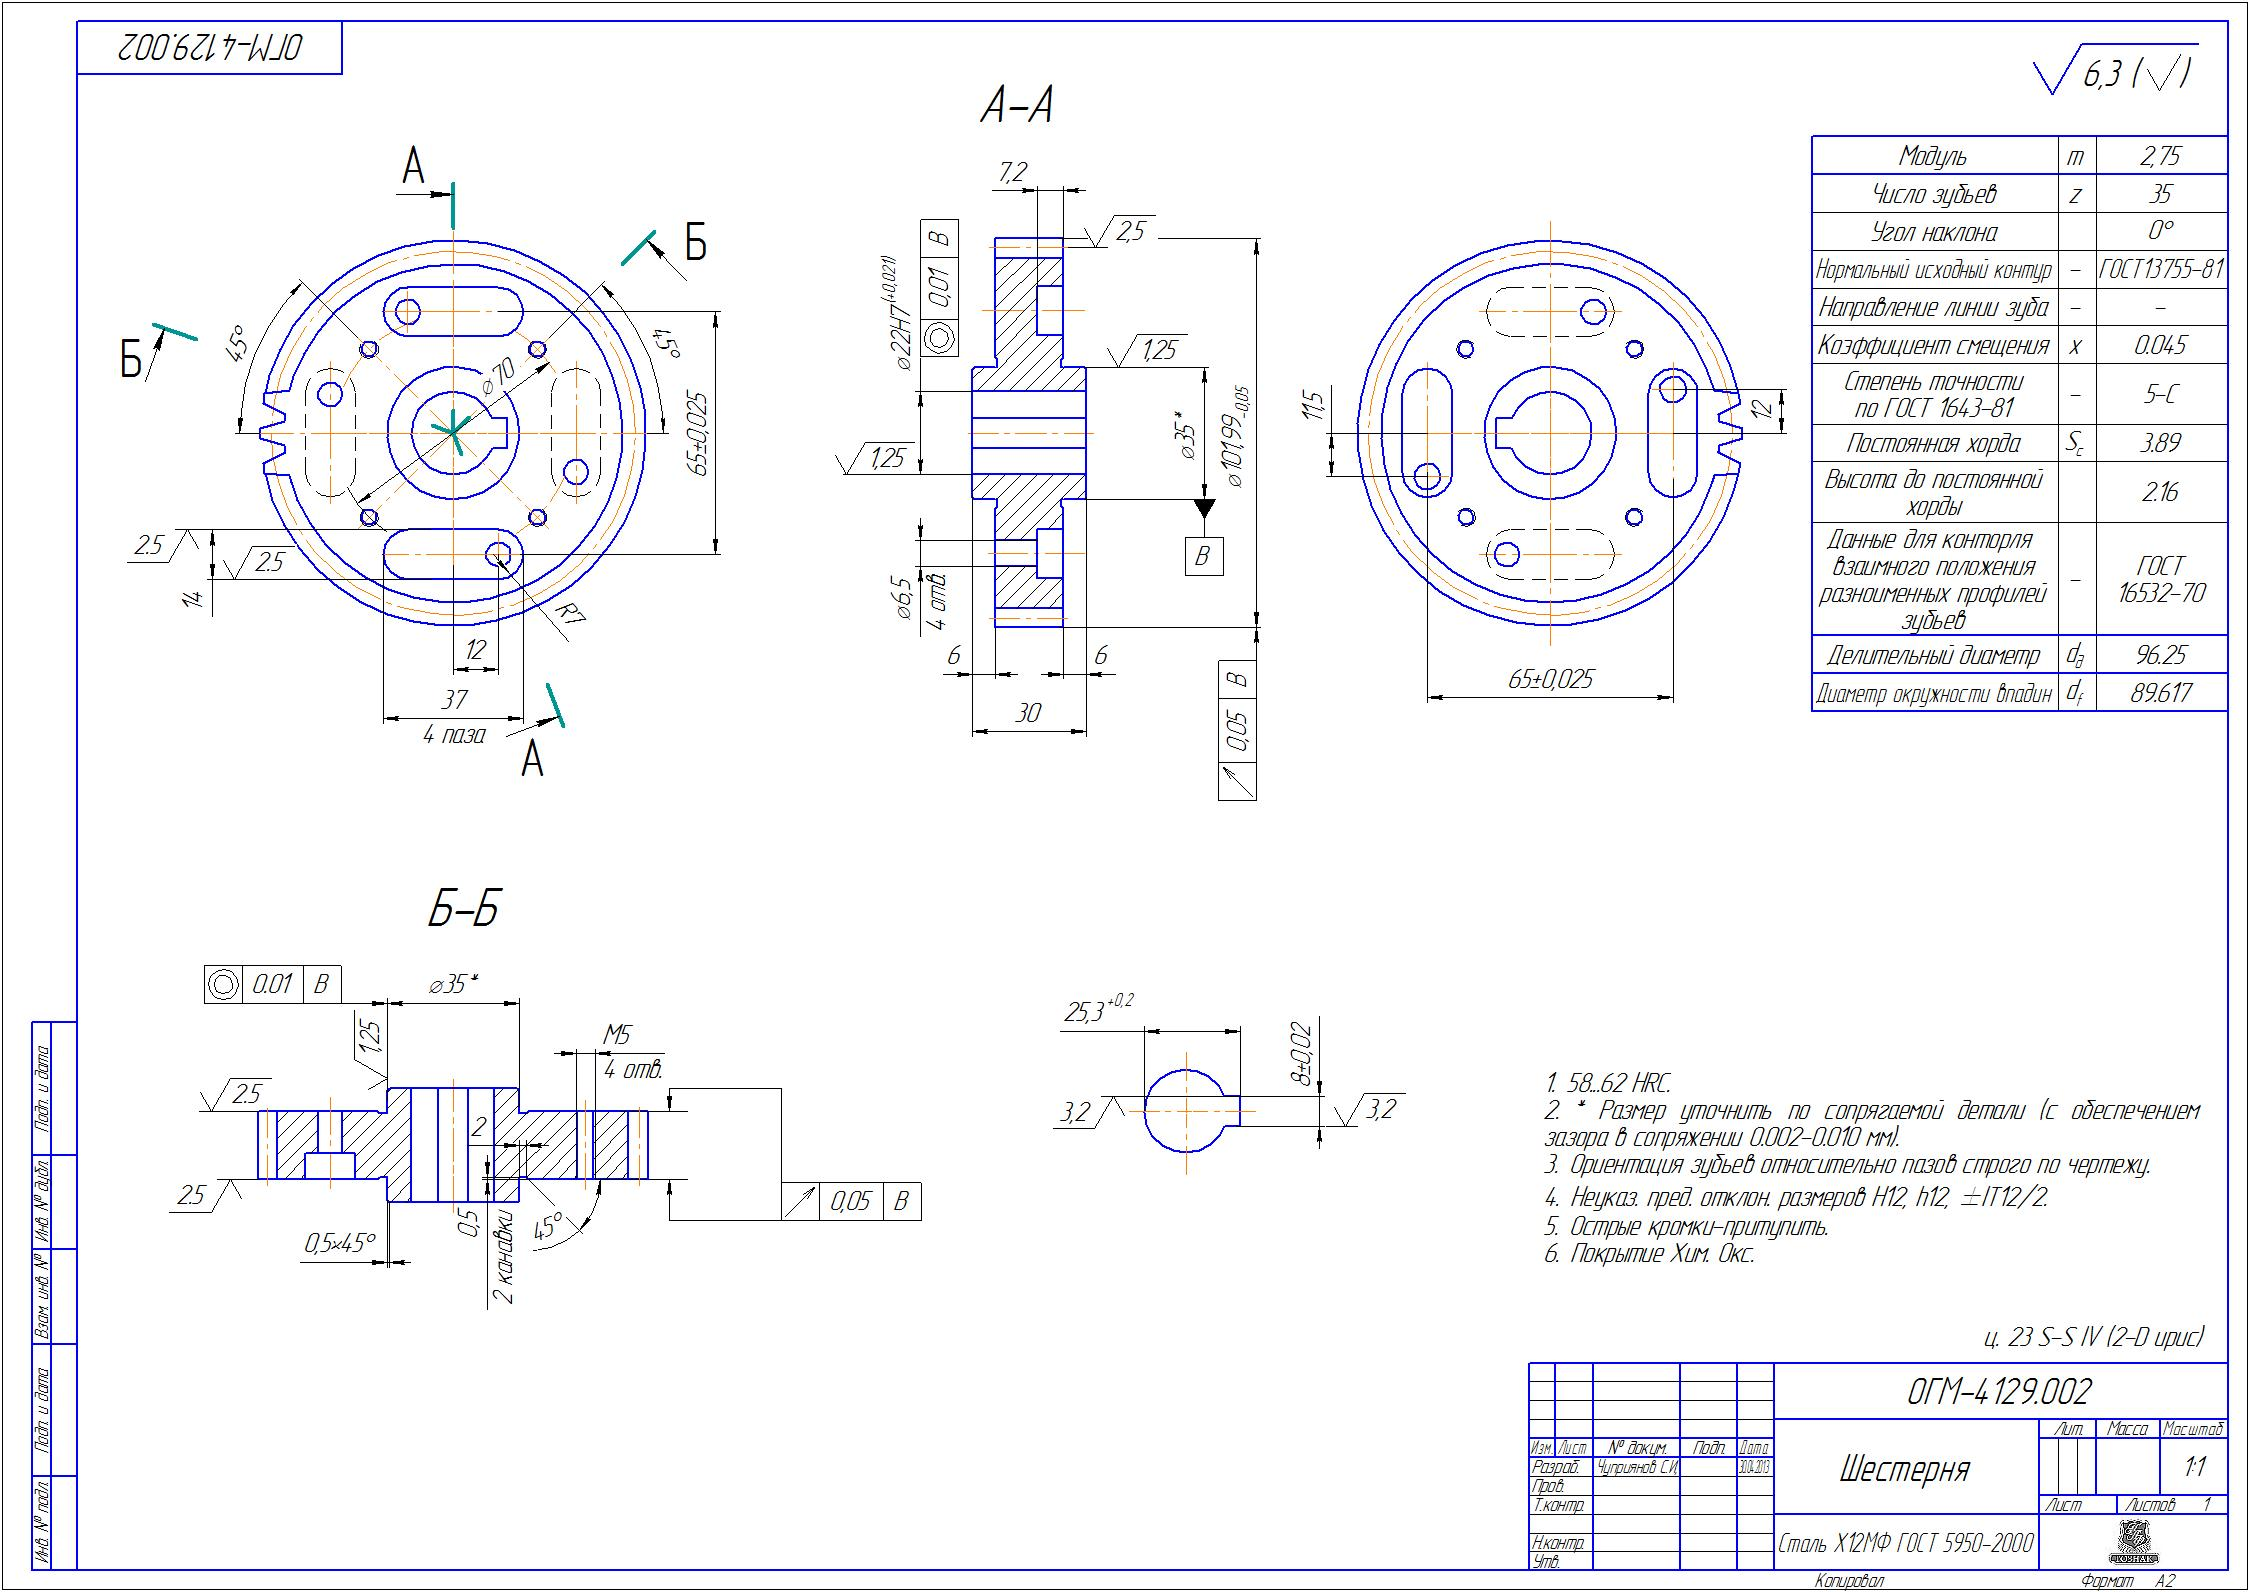 ОГМ-4129.002
6,3 (√)
А-А
А
Б
Б
45°
45°
⌀70
65±0,025
2.5
2.5
14
R7
12
37
4 паза
А
7,2
2,5
0,01 В
⌀22H7(+0,021)
1,25
1,25
⌀35*
⌀101,99-0,05
В
⌀6,5
4 отв.
6
6
30
0,05 В
11,5
12
65±0,025
Модуль m 2,75
Число зубьев z 35
Угол наклона 0°
Нормальный исходный контур - ГОСТ13755-81
Направление линии зуба - -
Коэффициент смещения x 0.045
Степень точности
по ГОСТ 1643-81 - 5-С
Постоянная хорда Sc 3.89
Высота до постоянной
хорды 2.16
Данные для конторля
взаимного положения
разноименных профилей
зубьев - ГОСТ
16532-70
Делительный диаметр dд 96.25
Диаметр окружности впадин df 89.617
Б-Б
0.01 В
⌀35*
1,25
М5
4 отв.
2.5
2.5
2
0,5
2 канавки
45°
0,5×45°
0,05 В
25,3+0,2
8±0,02
3,2
3,2
1. 58...62 HRC.
2. * Размер уточнить по сопрягаемой детали (с обеспечением
зазора в сопряжении 0.002-0.010 мм).
3. Ориентация зубьев относительно пазов строго по чертежу.
4. Неуказ. пред. отклон. размеров H12, h12, ±IT12/2.
5. Острые кромки-притупить.
6. Покрытие Хим. Окс.
ц. 23 S-S IV (2-D ирис)
ОГМ-4129.002
Изм. Лист № докум. Подп. Дата
Разраб. Чуприянов С.И. 30.04.2013
Пров.
Т.контр.
Н.контр.
Утв.
Шестерня
Лит. Масса Масштаб
1:1
Лист Листов 1
Сталь Х12МФ ГОСТ 5950-2000
KOSHAK
Копировал Формат А2
Подп. и дата
Инв. № дубл.
Взам. инв. №
Подп. и дата
Инв. № подл.